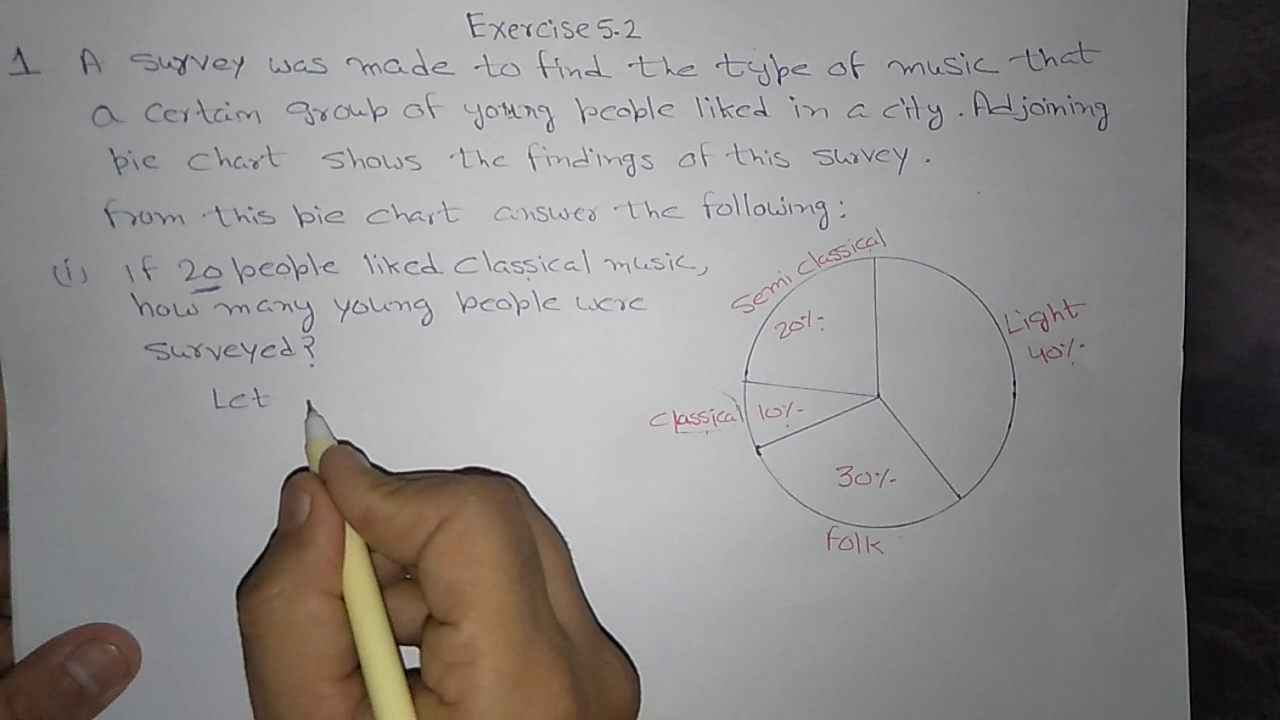 Exercise 5.2
1 A survey was made to find the type of music that
a certain group of young people liked in a city. Adjoining
pie chart shows the findings of this survey.
From this pie chart answer the following:
(i) If 20 people liked classical music,
how many young people were
surveyed?
Let
Semi classical
20%
Light
40%
Classical 10%
30%
folk